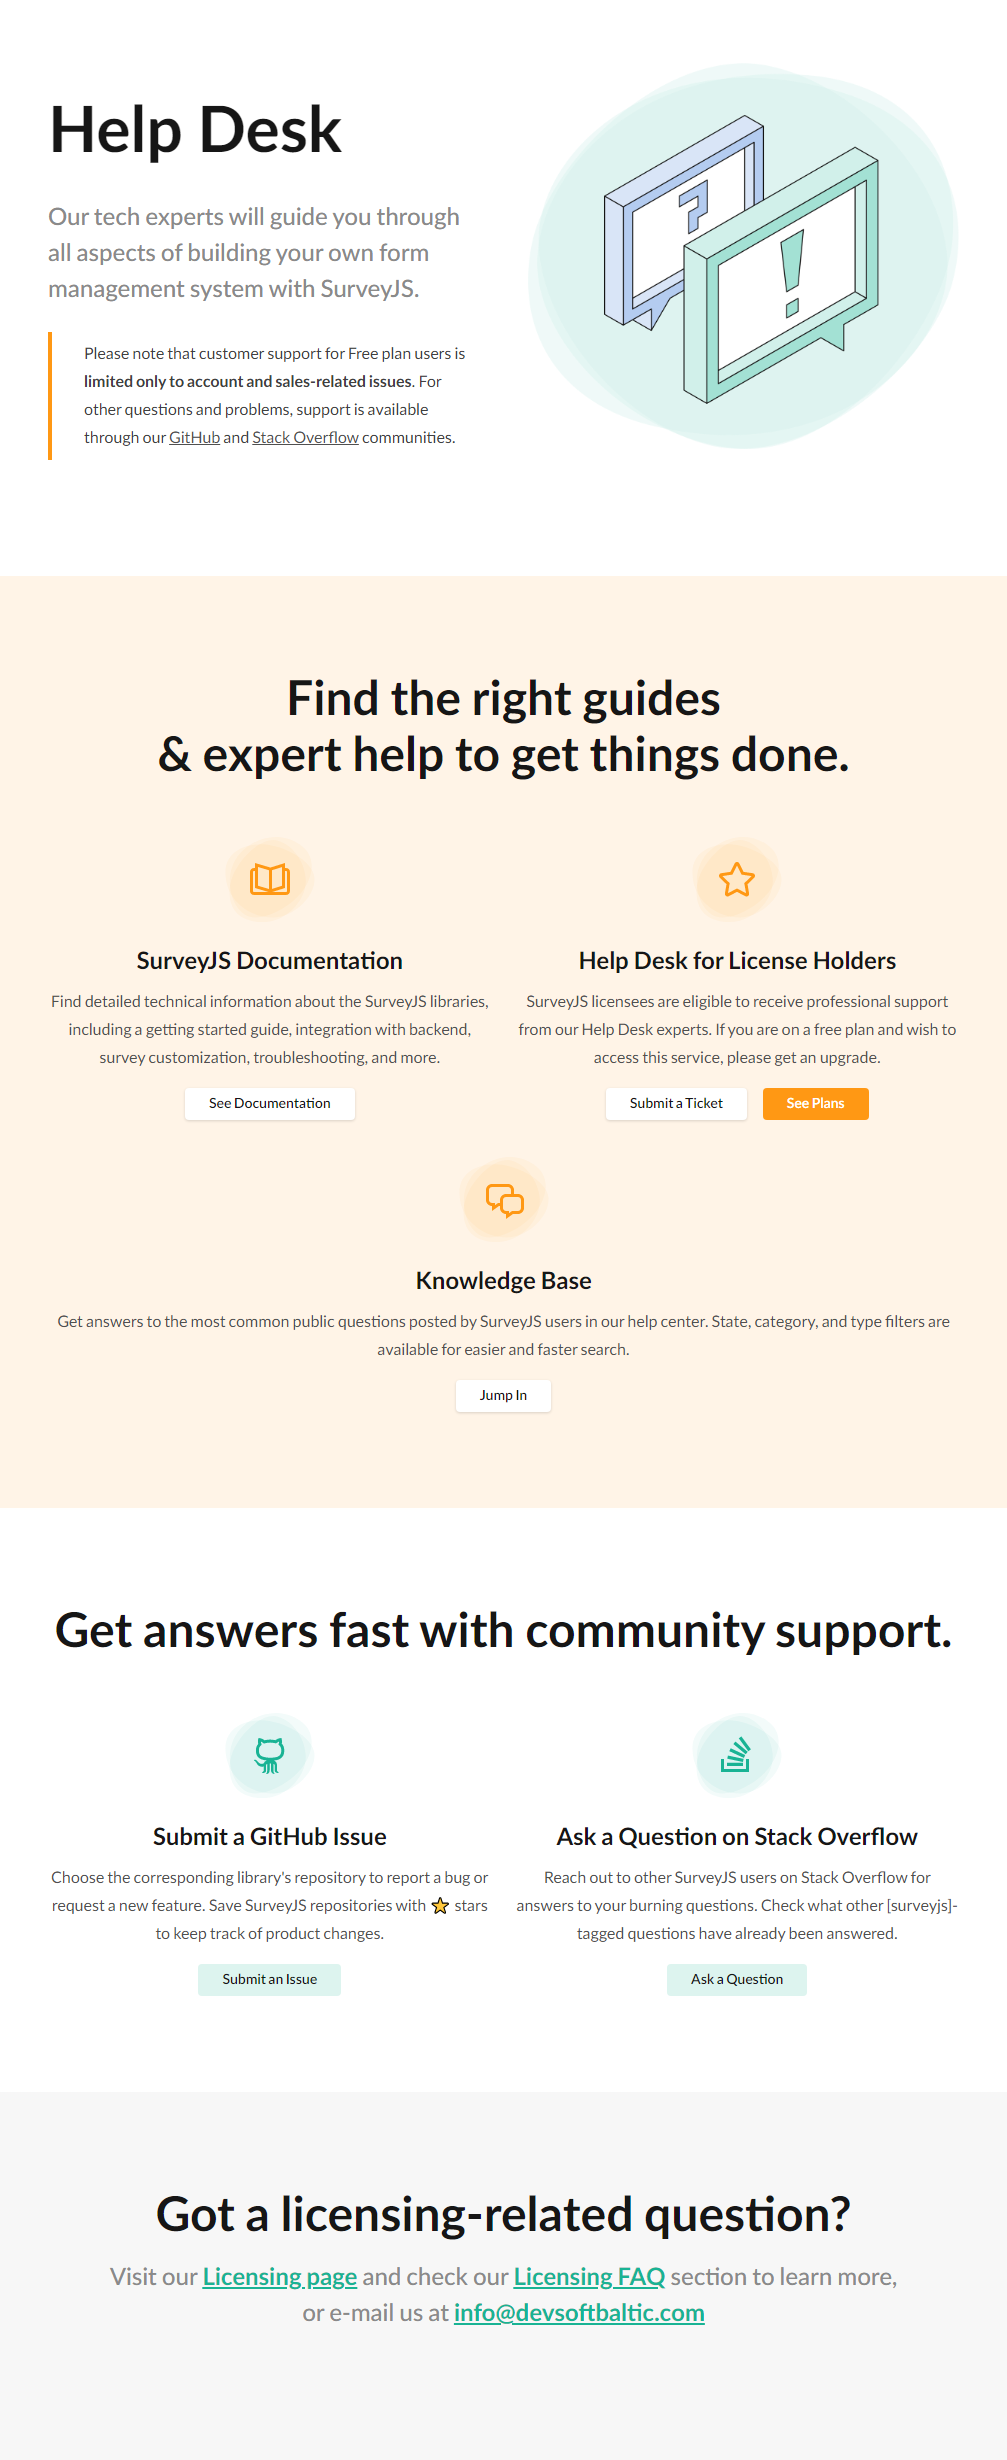 Help Desk
Our tech experts will guide you through
all aspects of building your own form
management system with SurveyJS.
Please note that customer support for Free plan users is
limited only to account and sales-related issues. For
other questions and problems, support is available
through our GitHub and Stack Overflow communities.
?
!
Find the right guides
& expert help to get things done.
SurveyJS Documentation
Find detailed technical information about the SurveyJS libraries,
including a getting started guide, integration with backend,
survey customization, troubleshooting, and more.
See Documentation
Help Desk for License Holders
SurveyJS licensees are eligible to receive professional support
from our Help Desk experts. If you are on a free plan and wish to
access this service, please get an upgrade.
Submit a Ticket
See Plans
Knowledge Base
Get answers to the most common public questions posted by SurveyJS users in our help center. State, category, and type filters are
available for easier and faster search.
Jump In
Get answers fast with community support.
Submit a GitHub Issue
Choose the corresponding library's repository to report a bug or
request a new feature. Save SurveyJS repositories with ⭐ stars
to keep track of product changes.
Submit an Issue
Ask a Question on Stack Overflow
Reach out to other SurveyJS users on Stack Overflow for
answers to your burning questions. Check what other [surveyjs]-
tagged questions have already been answered.
Ask a Question
Got a licensing-related question?
Visit our Licensing page and check our Licensing FAQ section to learn more,
or e-mail us at info@devsoftbaltic.com